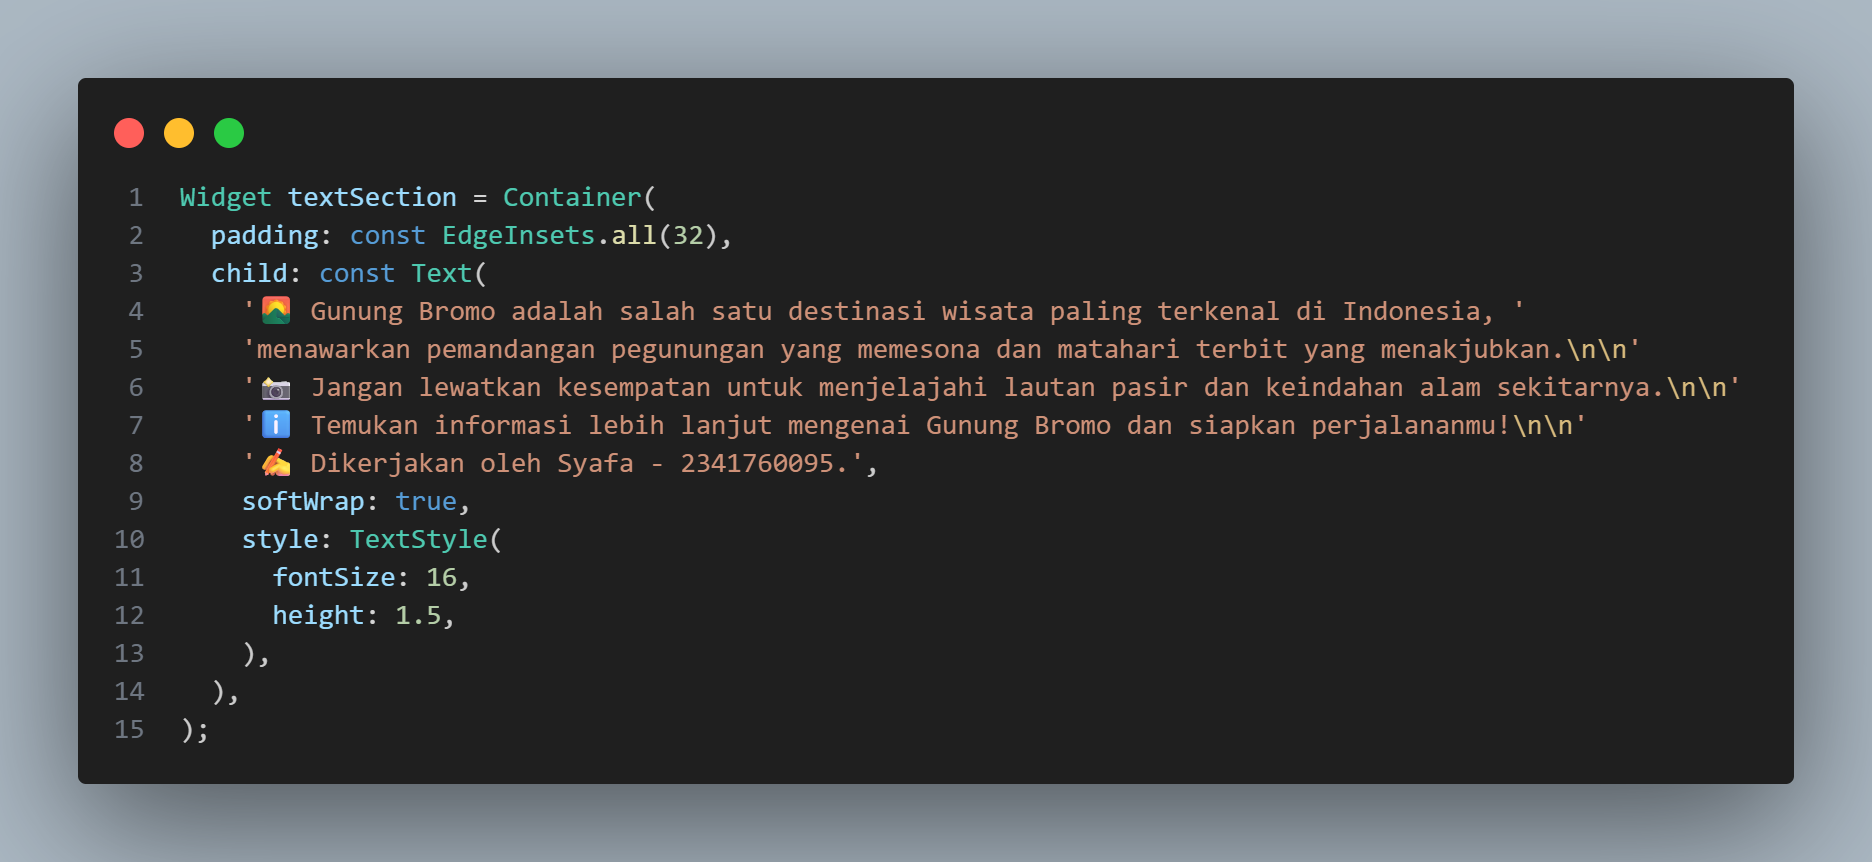 1 Widget textSection = Container(
2   padding: const EdgeInsets.all(32),
3   child: const Text(
4     '🌄 Gunung Bromo adalah salah satu destinasi wisata paling terkenal di Indonesia, '
5     'menawarkan pemandangan pegunungan yang memesona dan matahari terbit yang menakjubkan.\n\n'
6     '📸 Jangan lewatkan kesempatan untuk menjelajahi lautan pasir dan keindahan alam sekitarnya.\n\n'
7     'ℹ️ Temukan informasi lebih lanjut mengenai Gunung Bromo dan siapkan perjalananmu!\n\n'
8     '✍️ Dikerjakan oleh Syafa - 2341760095.',
9     softWrap: true,
10     style: TextStyle(
11       fontSize: 16,
12       height: 1.5,
13     ),
14   ),
15 );